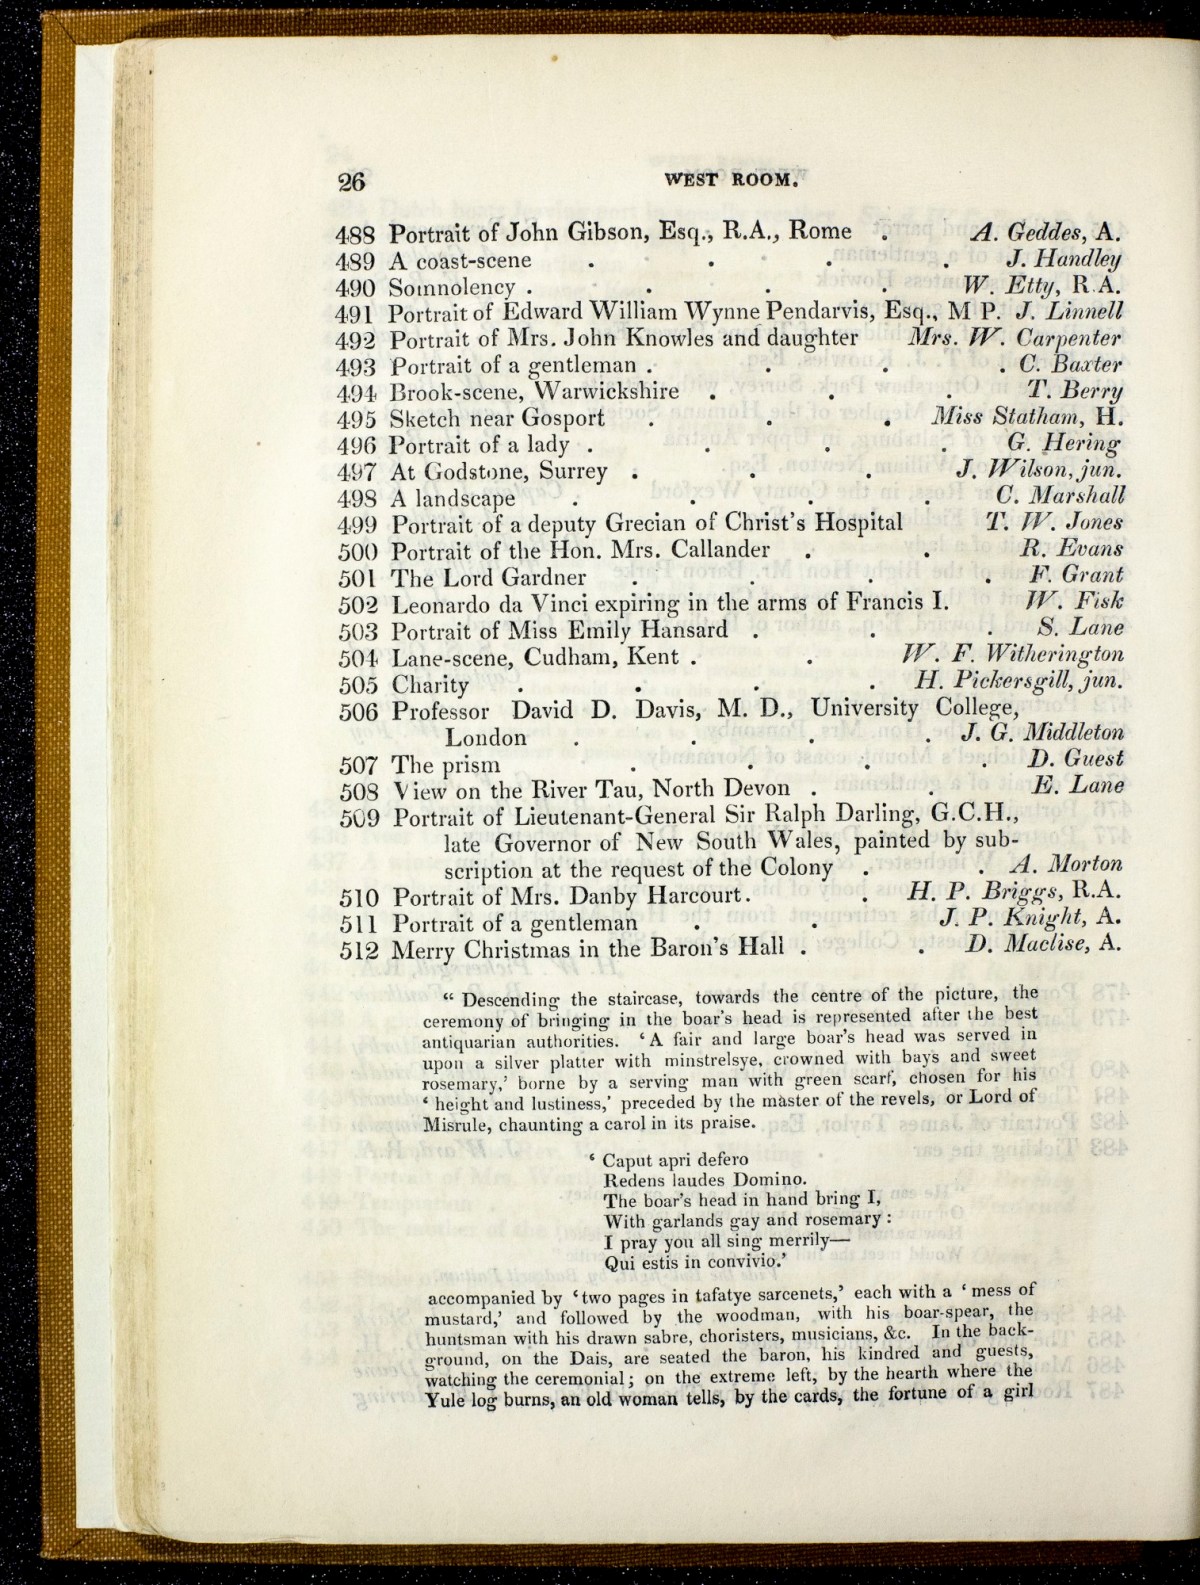 26 WEST ROOM.
488 Portrait of John Gibson, Esq., R.A., Rome . A. Geddes, A.
489 A coast-scene . . . . J. Handley
490 Somnolency . . . . W. Etty, R.A.
491 Portrait of Edward William Wynne Pendarvis, Esq., M P. J. Linnell
492 Portrait of Mrs. John Knowles and daughter Mrs. W. Carpenter
493 Portrait of a gentleman . . . . C. Baxter
494 Brook-scene, Warwickshire . . . T. Berry
495 Sketch near Gosport . . . Miss Statham, H.
496 Portrait of a lady . . . . G. Hering
497 At Godstone, Surrey . . . J. Wilson, jun.
498 A landscape . . . . C. Marshall
499 Portrait of a deputy Grecian of Christ's Hospital T. W. Jones
500 Portrait of the Hon. Mrs. Callander . . R. Evans
501 The Lord Gardner . . . . F. Grant
502 Leonardo da Vinci expiring in the arms of Francis I. W. Fisk
503 Portrait of Miss Emily Hansard . . . S. Lane
504 Lane-scene, Cudham, Kent . . W. F. Witherington
505 Charity . . . . H. Pickersgill, jun.
506 Professor David D. Davis, M. D., University College,
London . . . . J. G. Middleton
507 The prism . . . . D. Guest
508 View on the River Tau, North Devon . . E. Lane
509 Portrait of Lieutenant-General Sir Ralph Darling, G.C.H.,
late Governor of New South Wales, painted by sub-
scription at the request of the Colony . . A. Morton
510 Portrait of Mrs. Danby Harcourt. . H. P. Briggs, R.A.
511 Portrait of a gentleman . . J. P. Knight, A.
512 Merry Christmas in the Baron's Hall . . D. Maclise, A.
“ Descending the staircase, towards the centre of the picture, the
ceremony of bringing in the boar's head is represented after the best
antiquarian authorities. ‘A fair and large boar's head was served in
upon a silver platter with minstrelsye, crowned with bays and sweet
rosemary,’ borne by a serving man with green scarf, chosen for his
‘ height and lustiness,’ preceded by the master of the revels, or Lord of
Misrule, chaunting a carol in its praise.
‘ Caput apri defero
Redens laudes Domino.
The boar's head in hand bring I,
With garlands gay and rosemary :
I pray you all sing merrily—
Qui estis in convivio.’
accompanied by ‘two pages in tafatye sarcenets,’ each with a ‘ mess of
mustard,’ and followed by the woodman, with his boar-spear, the
huntsman with his drawn sabre, choristers, musicians, &c. In the back-
ground, on the Dais, are seated the baron, his kindred and guests,
watching the ceremonial ; on the extreme left, by the hearth where the
Yule log burns, an old woman tells, by the cards, the fortune of a girl